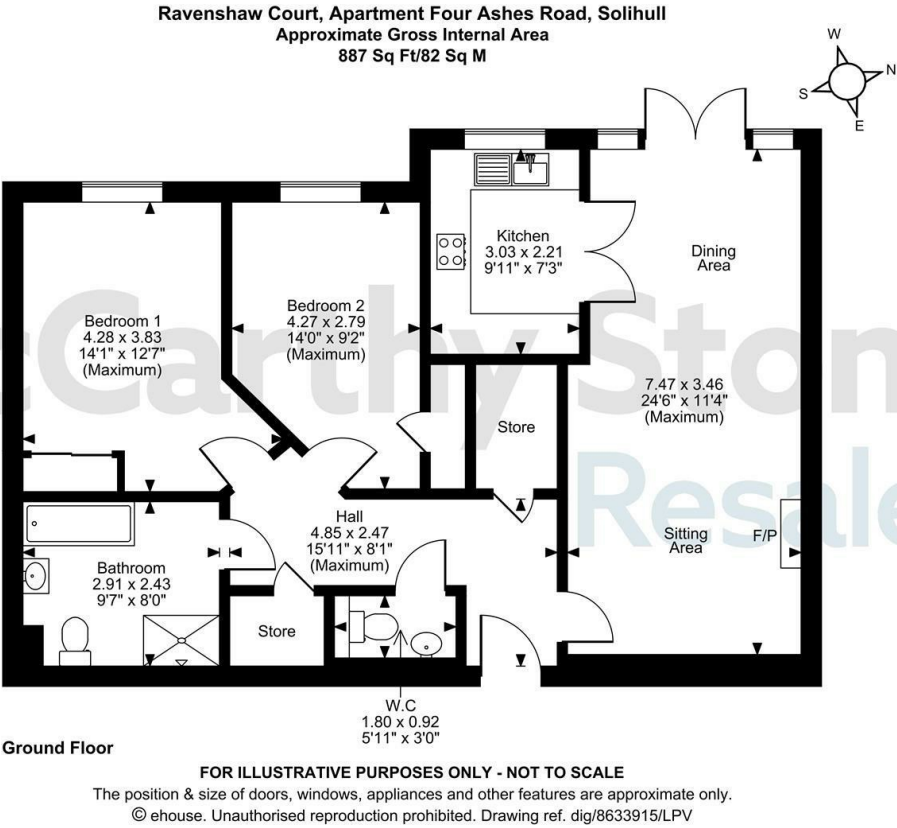 Ravenshaw Court, Apartment Four Ashes Road, Solihull
Approximate Gross Internal Area
887 Sq Ft/82 Sq M
W
N
S
E
Kitchen
3.03 x 2.21
9'11" x 7'3"
Dining
Area
Bedroom 1
4.28 x 3.83
14'1" x 12'7"
(Maximum)
Bedroom 2
4.27 x 2.79
14'0" x 9'2"
(Maximum)
7.47 x 3.46
24'6" x 11'4"
(Maximum)
Store
Hall
4.85 x 2.47
15'11" x 8'1"
(Maximum)
Sitting
Area
F/P
Bathroom
2.91 x 2.43
9'7" x 8'0"
Store
W.C
1.80 x 0.92
5'11" x 3'0"
cCarthy Ston
Resale
Ground Floor
FOR ILLUSTRATIVE PURPOSES ONLY - NOT TO SCALE
The position & size of doors, windows, appliances and other features are approximate only.
© ehouse. Unauthorised reproduction prohibited. Drawing ref. dig/8633915/LPV